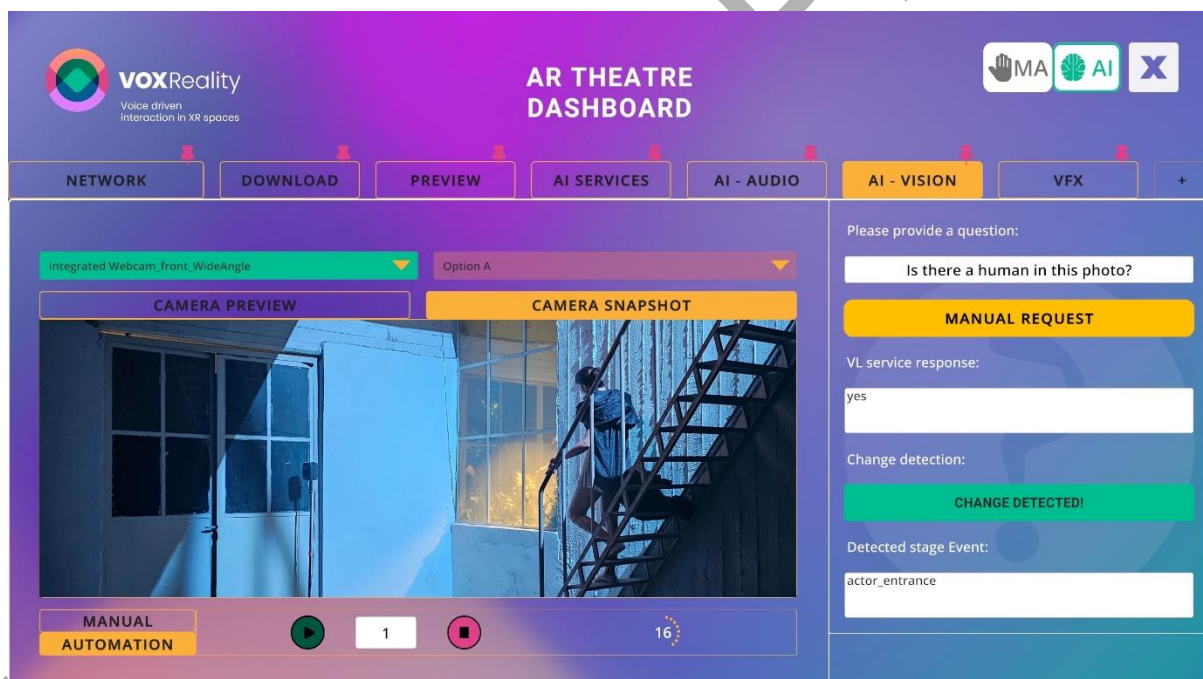 VOXReality
Voice driven
interaction in XR spaces
AR THEATRE
DASHBOARD
MA AI X
NETWORK DOWNLOAD PREVIEW AI SERVICES AI - AUDIO AI - VISION VFX +
Integrated Webcam_front_WideAngle Option A
CAMERA PREVIEW CAMERA SNAPSHOT
MANUAL
AUTOMATION
1 16
Please provide a question:
Is there a human in this photo?
MANUAL REQUEST
VL service response:
yes
Change detection:
CHANGE DETECTED!
Detected stage Event:
actor_entrance